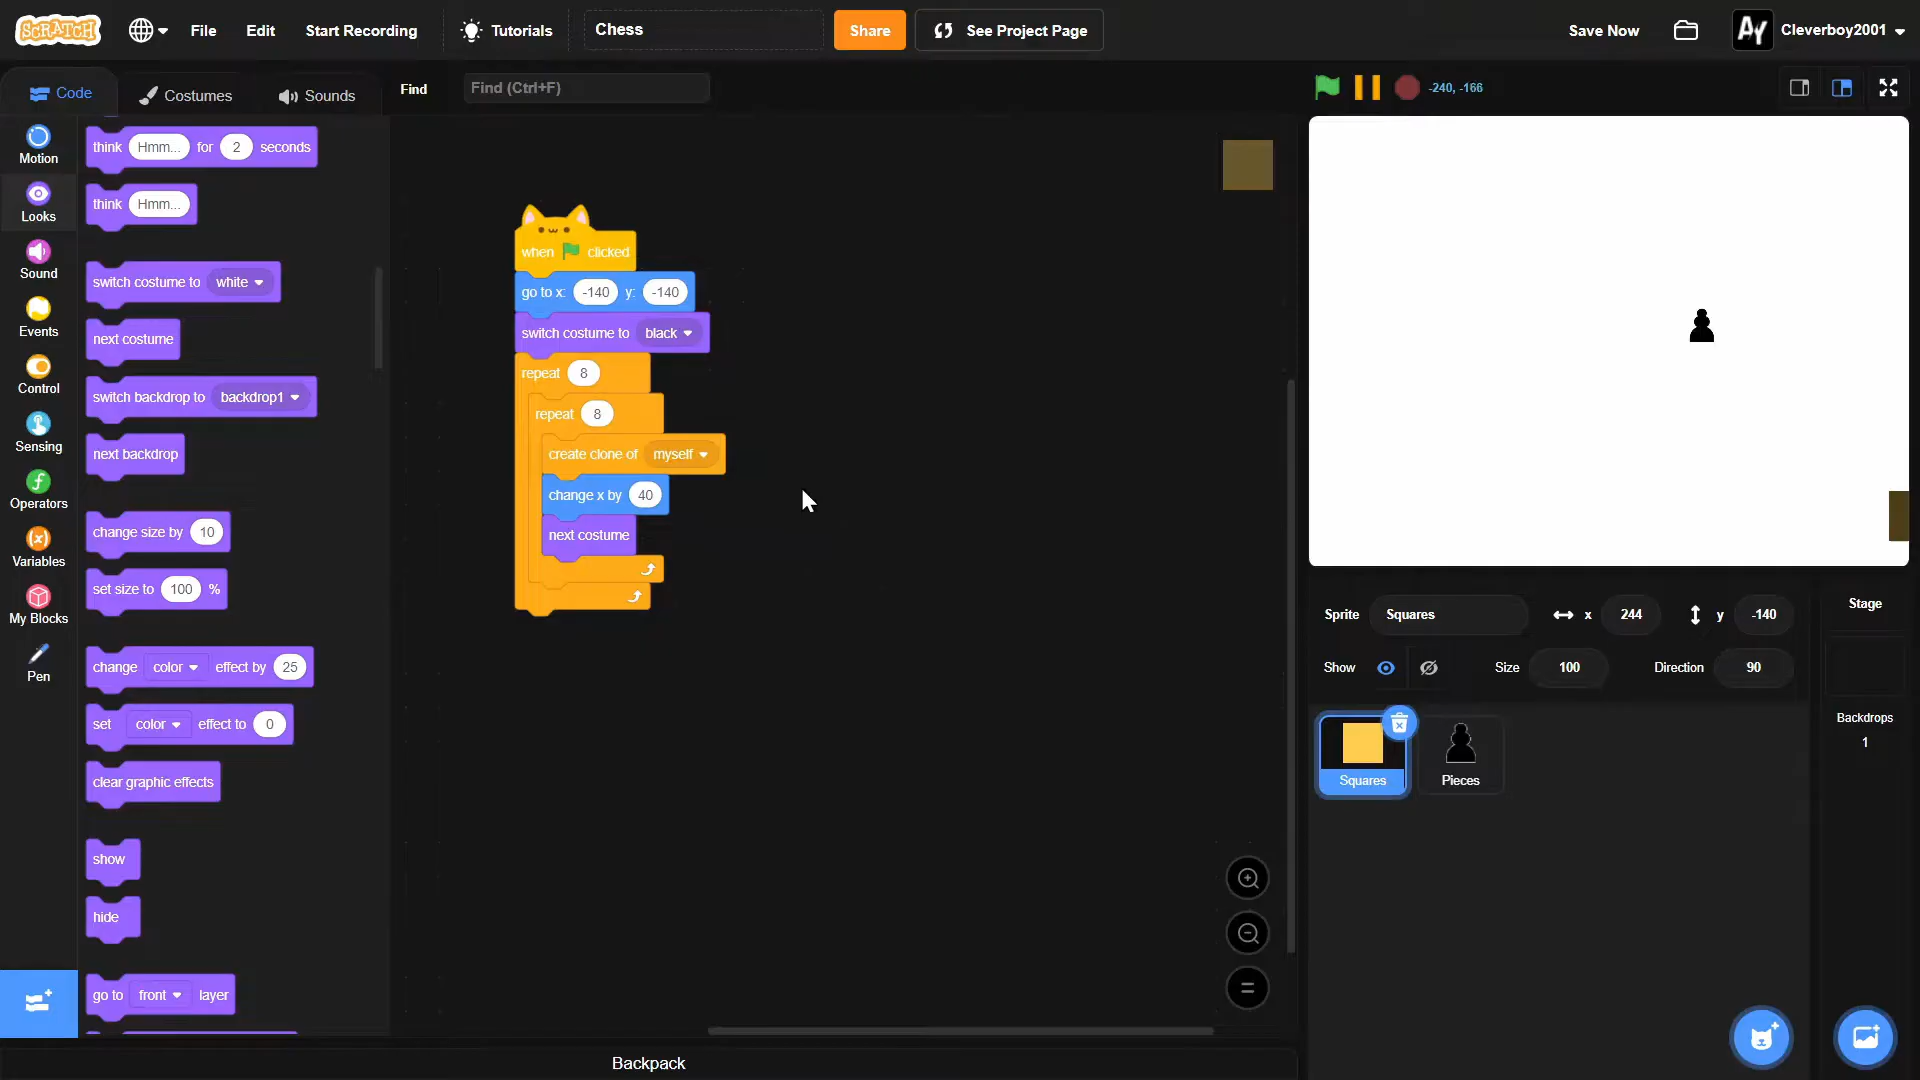 SCRATCH
File
Edit
Start Recording
Tutorials
Chess
Share
See Project Page
Save Now
Ay
Cleverboy2001
Code
Costumes
Sounds
Find
Find (Ctrl+F)
-240, -166
Motion
Looks
Sound
Events
Control
Sensing
Operators
Variables
My Blocks
Pen
think Hmm... for 2 seconds
think Hmm...
switch costume to white
next costume
switch backdrop to backdrop1
next backdrop
change size by 10
set size to 100 %
change color effect by 25
set color effect to 0
clear graphic effects
show
hide
go to front layer
when clicked
go to x: -140 y: -140
switch costume to black
repeat 8
repeat 8
create clone of myself
change x by 40
next costume
Sprite Squares x 244 y -140
Show Size 100 Direction 90
Squares
Pieces
Stage
Backdrops
1
Backpack